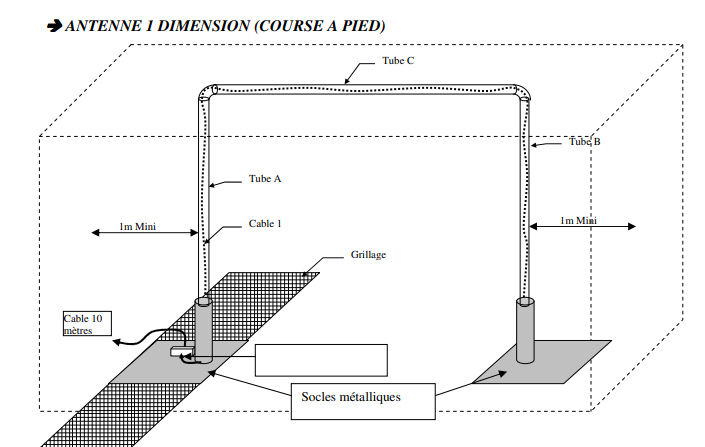 ➔ ANTENNE 1 DIMENSION (COURSE A PIED)
Tube C
Tube B
Tube A
1m Mini
Cable 1
1m Mini
Grillage
Cable 10
mètres
Socles métalliques